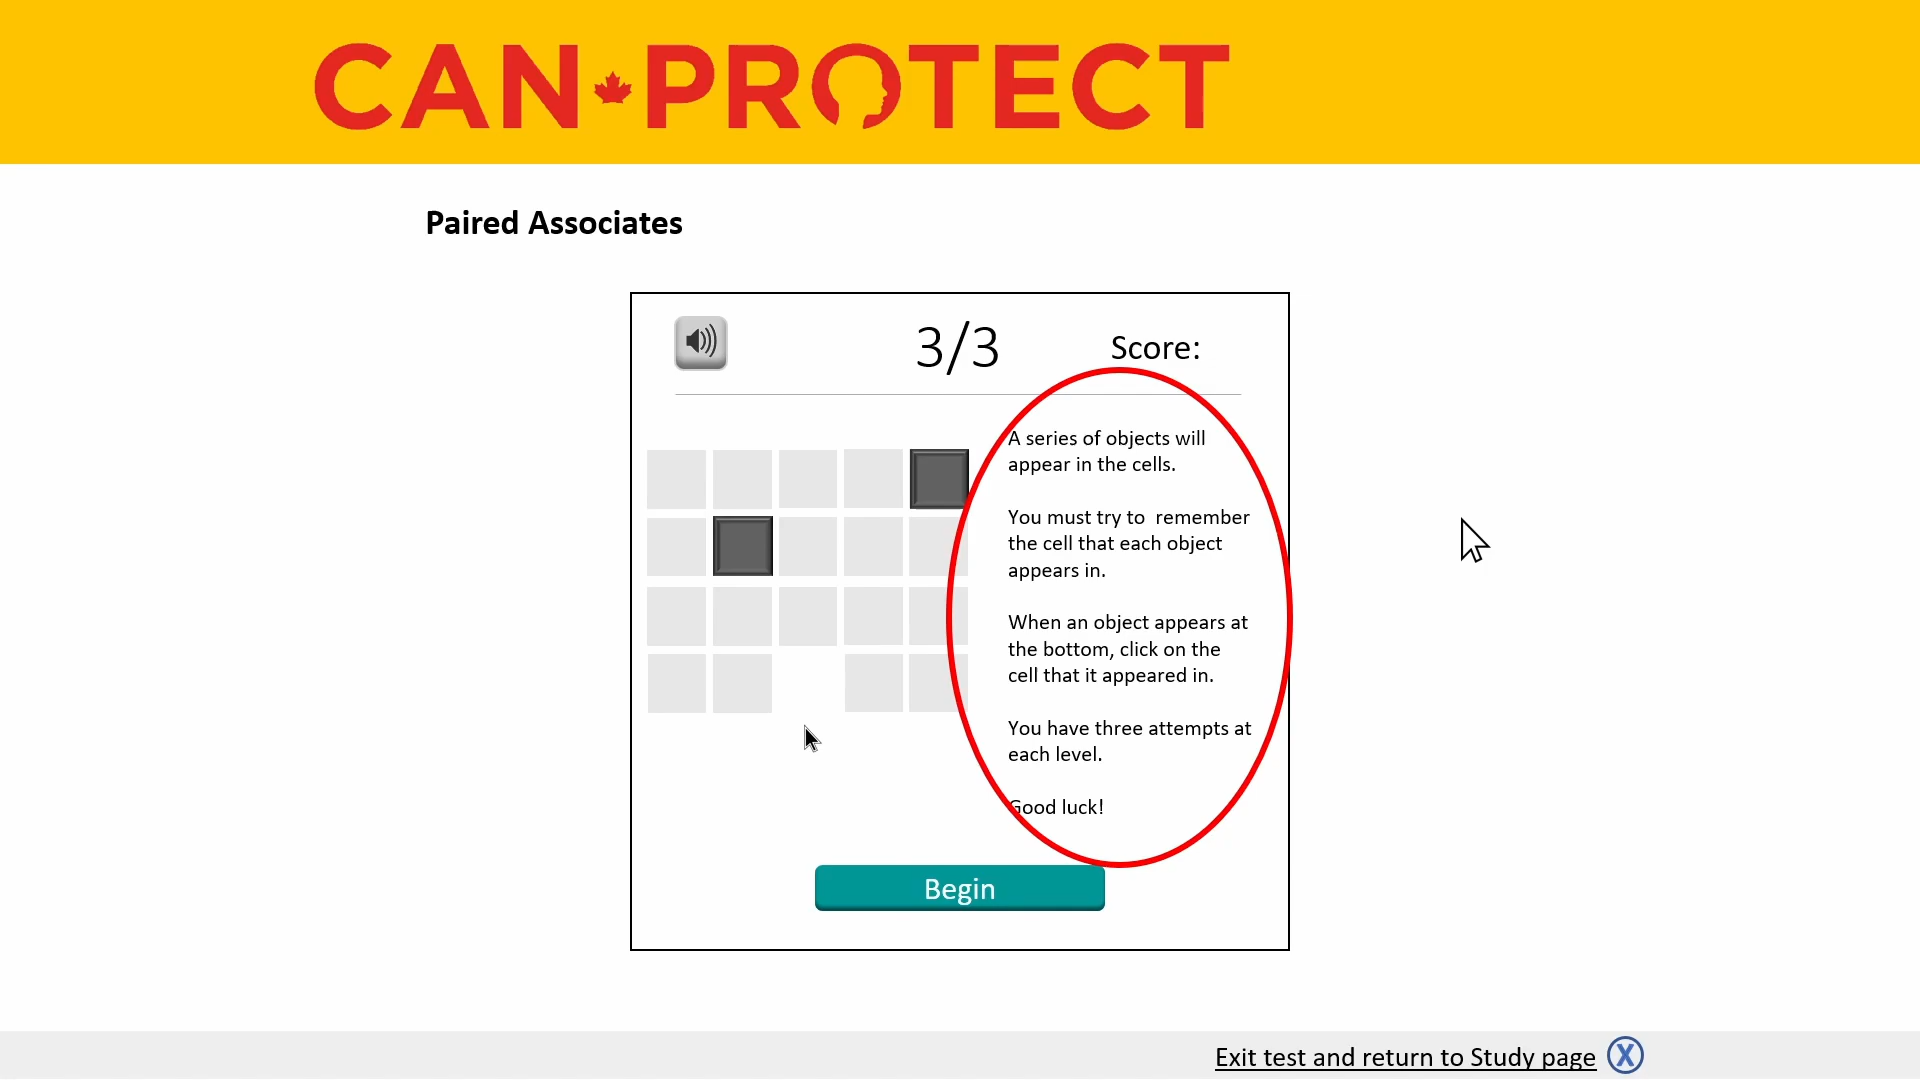 CAN PROTECT
Paired Associates
3/3
Score:
A series of objects will
appear in the cells.
You must try to  remember
the cell that each object
appears in.
When an object appears at
the bottom, click on the
cell that it appeared in.
You have three attempts at
each level.
Good luck!
Begin
Exit test and return to Study page
X